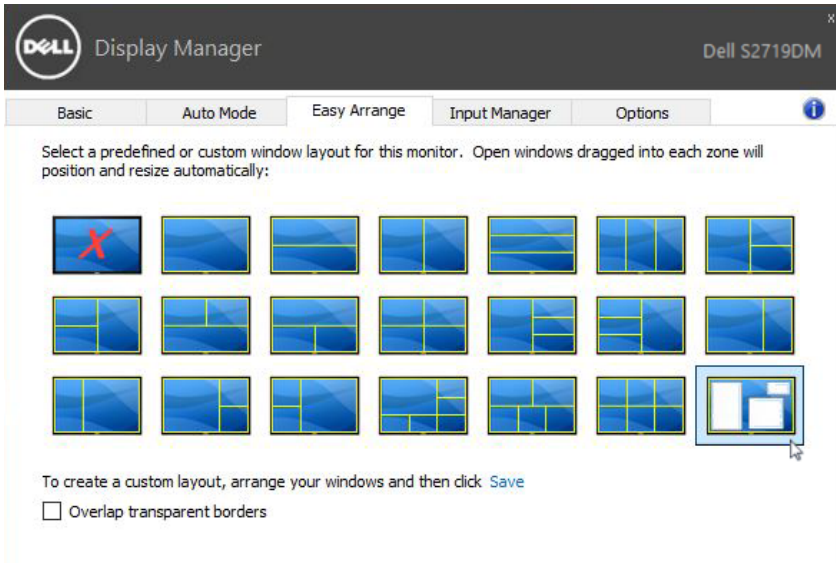 x
DELL
Display Manager
Dell S2719DM
Basic
Auto Mode
Easy Arrange
Input Manager
Options
i
Select a predefined or custom window layout for this monitor. Open windows dragged into each zone will
position and resize automatically:
X
To create a custom layout, arrange your windows and then click Save
Overlap transparent borders